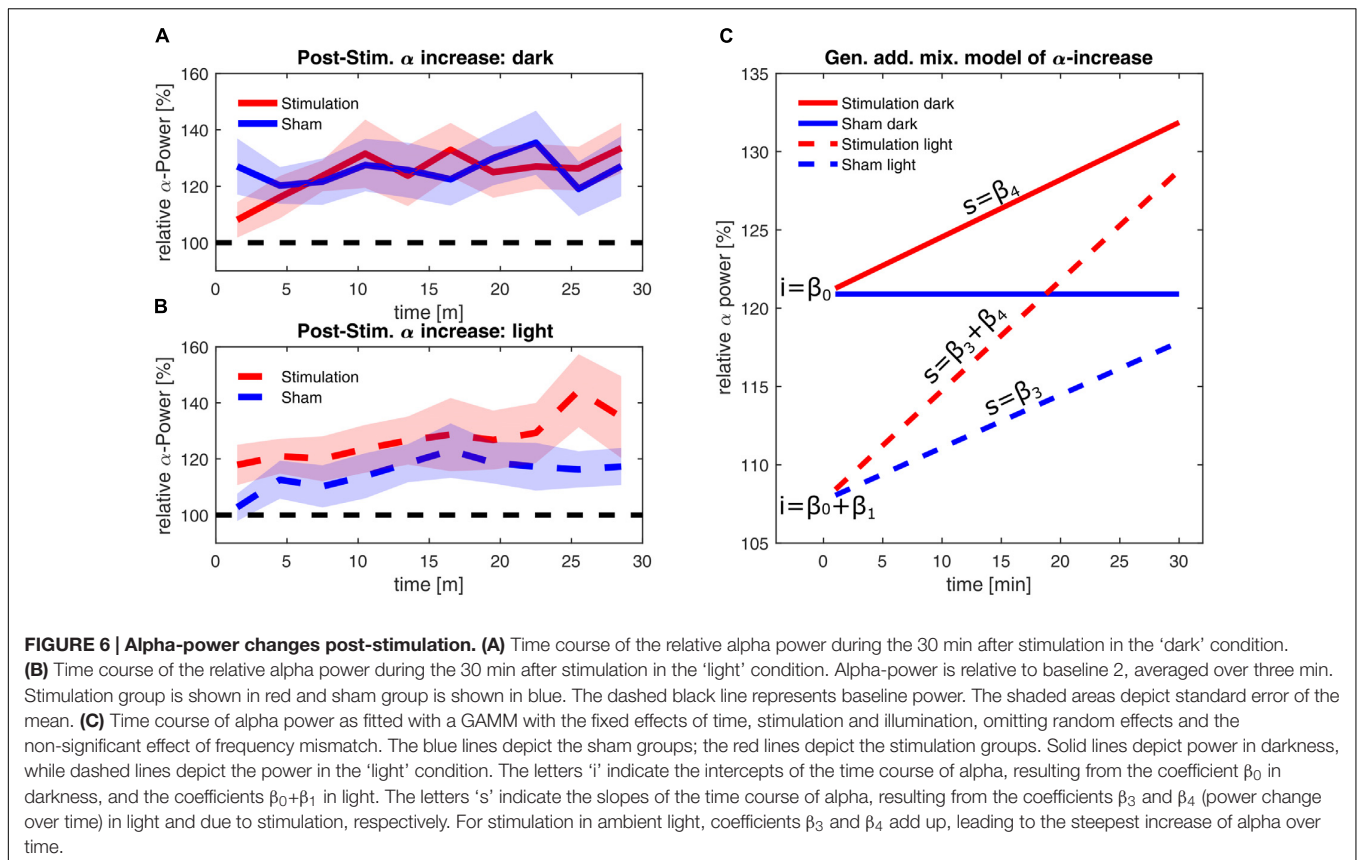 A
Post-Stim. α increase: dark
160
140
120
100
relative α-Power [%]
Stimulation
Sham
0 5 10 15 20 25 30
time [m]
B
Post-Stim. α increase: light
160
140
120
100
relative α-Power [%]
Stimulation
Sham
0 5 10 15 20 25 30
time [m]
C
Gen. add. mix. model of α-increase
135
130
125
120
115
110
105
relative α power [%]
Stimulation dark
Sham dark
Stimulation light
Sham light
s=β4
i=β0
s=β3+β4
s=β3
i=β0+β1
0 5 10 15 20 25 30
time [min]
FIGURE 6 | Alpha-power changes post-stimulation. (A) Time course of the relative alpha power during the 30 min after stimulation in the ‘dark’ condition.
(B) Time course of the relative alpha power during the 30 min after stimulation in the ‘light’ condition. Alpha-power is relative to baseline 2, averaged over three min.
Stimulation group is shown in red and sham group is shown in blue. The dashed black line represents baseline power. The shaded areas depict standard error of the
mean. (C) Time course of alpha power as fitted with a GAMM with the fixed effects of time, stimulation and illumination, omitting random effects and the
non-significant effect of frequency mismatch. The blue lines depict the sham groups; the red lines depict the stimulation groups. Solid lines depict power in darkness,
while dashed lines depict the power in the ‘light’ condition. The letters ‘i’ indicate the intercepts of the time course of alpha, resulting from the coefficient β0 in
darkness, and the coefficients β0+β1 in light. The letters ‘s’ indicate the slopes of the time course of alpha, resulting from the coefficients β3 and β4 (power change
over time) in light and due to stimulation, respectively. For stimulation in ambient light, coefficients β3 and β4 add up, leading to the steepest increase of alpha over
time.